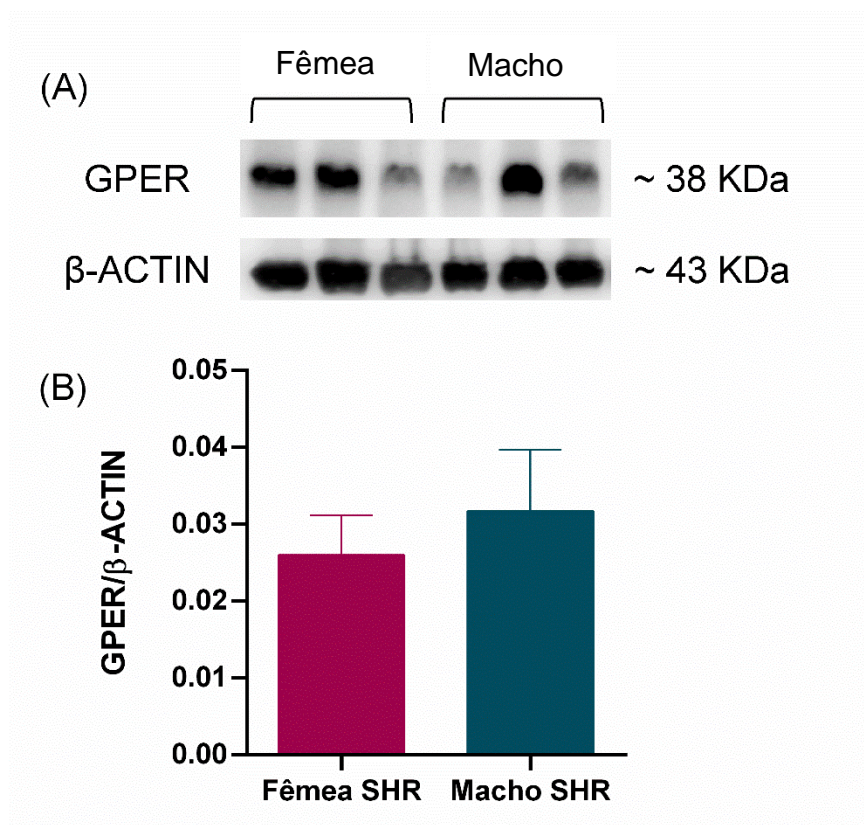 Fêmea Macho
(A)
GPER ~ 38 KDa
β-ACTIN ~ 43 KDa
(B)
GPER/β-ACTIN
0.05
0.04
0.03
0.02
0.01
0.00
Fêmea SHR Macho SHR